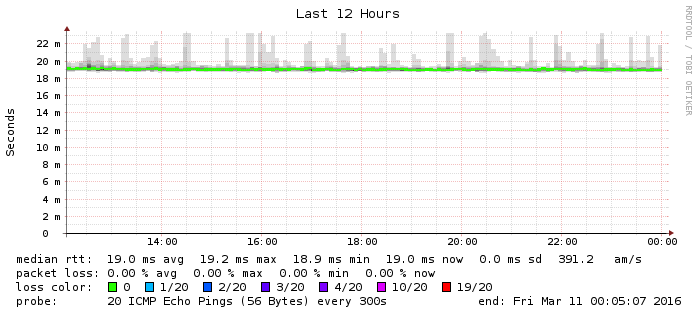 Last 12 Hours
RRDTOOL / TOBI OETIKER
Seconds
22 m
20 m
18 m
16 m
14 m
12 m
10 m
8 m
6 m
4 m
2 m
0
14:00 16:00 18:00 20:00 22:00 00:00
median rtt: 19.0 ms avg 19.2 ms max 18.9 ms min 19.0 ms now 0.0 ms sd 391.2 am/s
packet loss: 0.00 % avg 0.00 % max 0.00 % min 0.00 % now
loss color: 0 1/20 2/20 3/20 4/20 10/20 19/20
probe: 20 ICMP Echo Pings (56 Bytes) every 300s end: Fri Mar 11 00:05:07 2016